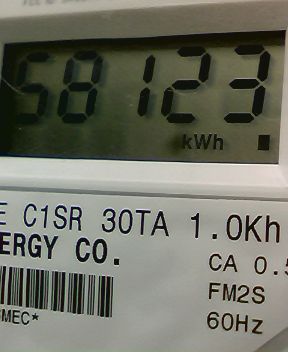 58123
kWh
E C1SR 30TA 1.0Kh
ERGY CO.
CA 0.5
FM2S
MEC*
60Hz